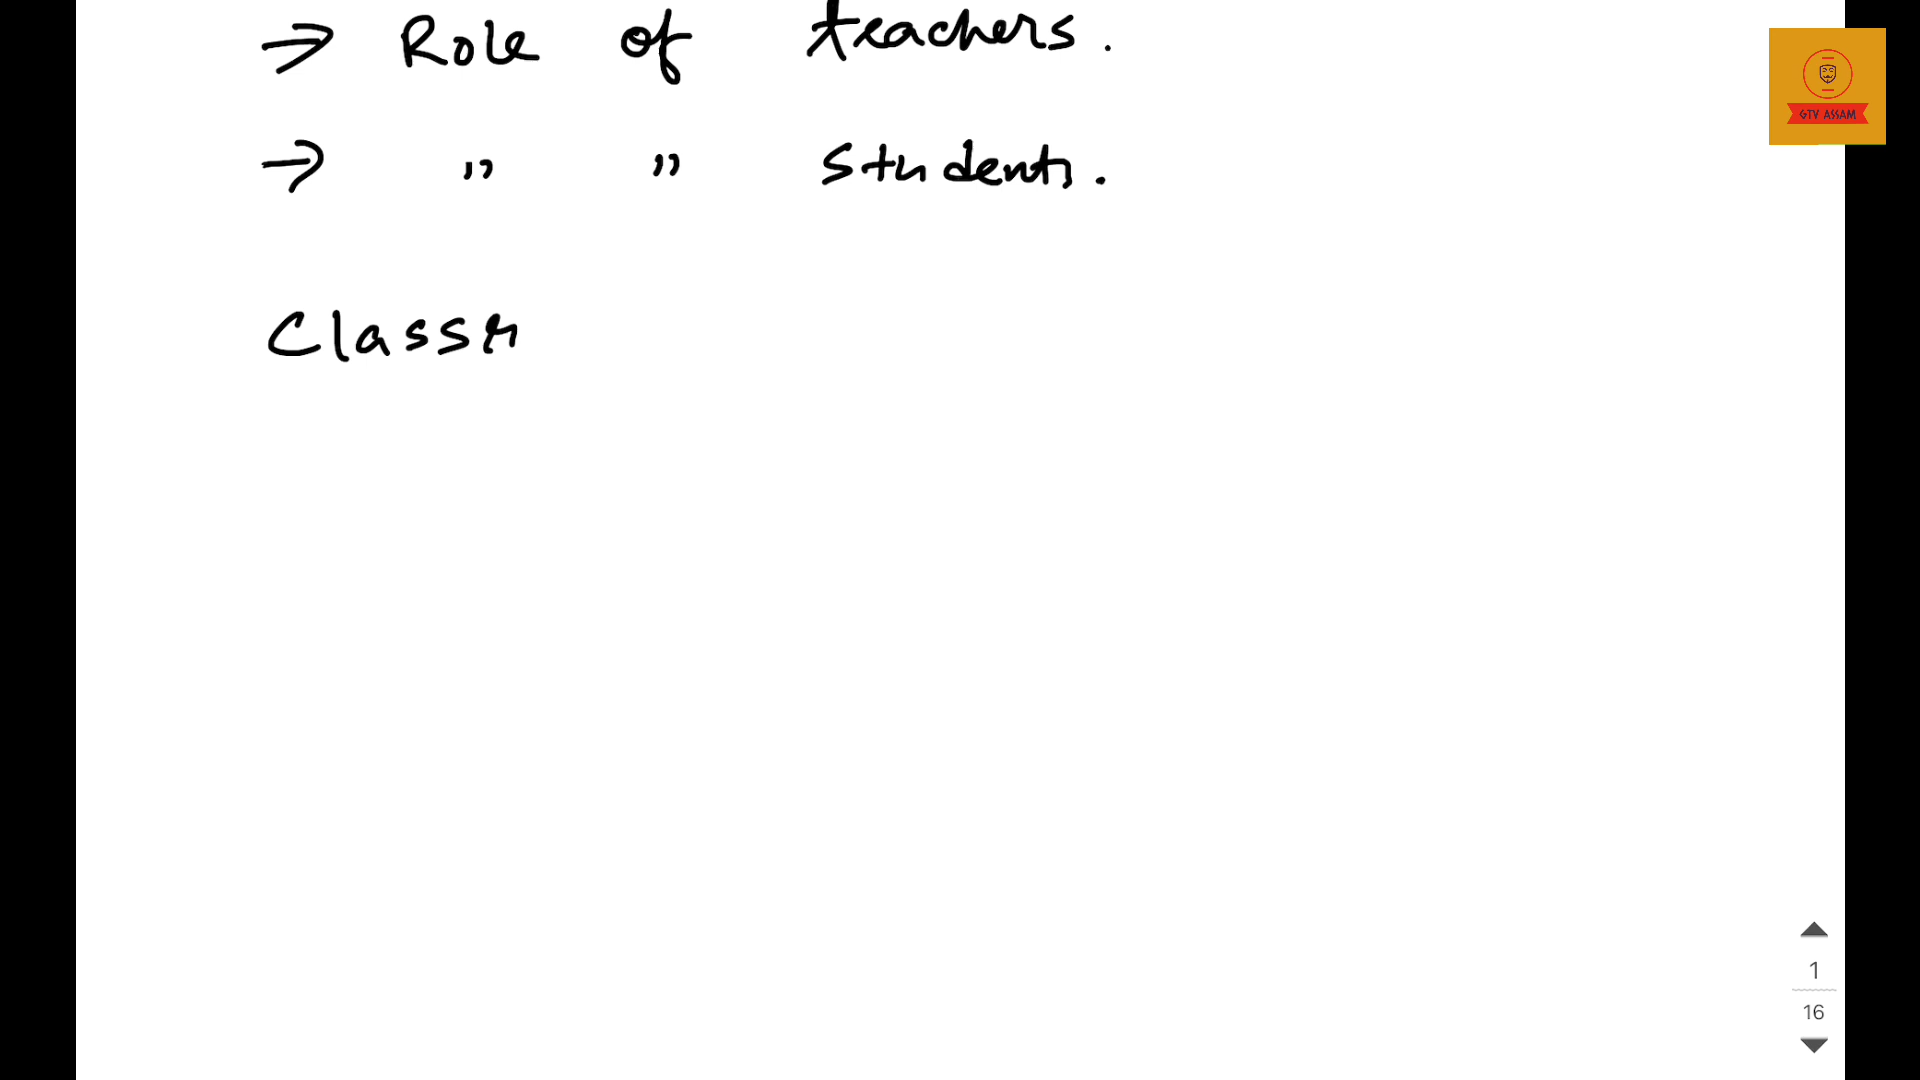 → Role of teachers.
→ " " Students.
Classr
GTV ASSAM
1
16